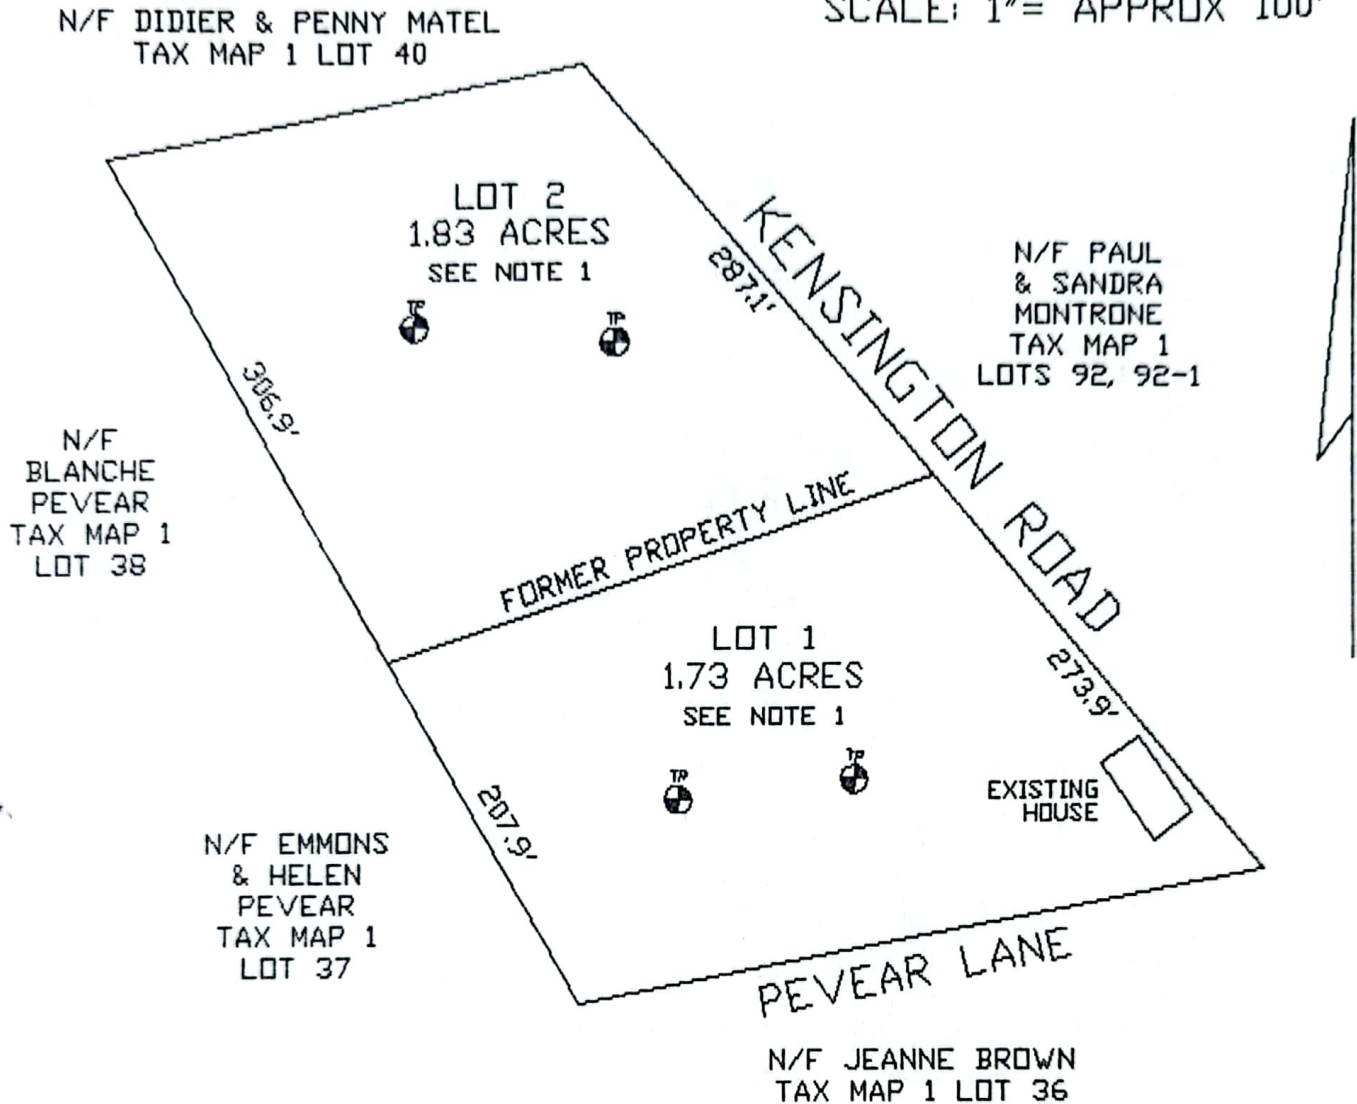 N/F DIDIER & PENNY MATEL
TAX MAP 1 LOT 40
SCALE: 1"= APPROX 100'
LOT 2
1.83 ACRES
SEE NOTE 1
TP
TP
287.1'
KENSINGTON ROAD
N/F PAUL
& SANDRA
MONTRONE
TAX MAP 1
LOTS 92, 92-1
306.9'
N/F
BLANCHE
PEVEAR
TAX MAP 1
LOT 38
FORMER PROPERTY LINE
LOT 1
1.73 ACRES
SEE NOTE 1
273.9'
TP
TP
EXISTING
HOUSE
207.9'
N/F EMMONS
& HELEN
PEVEAR
TAX MAP 1
LOT 37
PEVEAR LANE
N/F JEANNE BROWN
TAX MAP 1 LOT 36